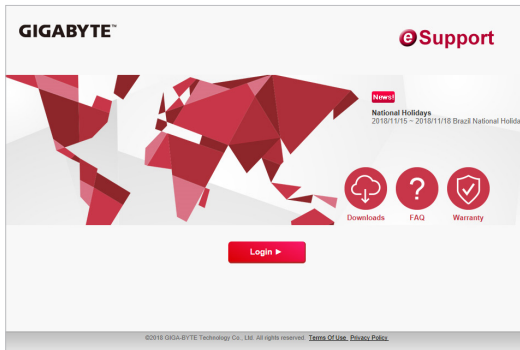 GIGABYTE™
eSupport
News!
National Holidays
2018/11/15 ~ 2018/11/18 Brazil National Holida
?
Downloads FAQ Warranty
Login ►
©2018 GIGA-BYTE Technology Co., Ltd. All rights reserved. Terms Of Use Privacy Policy